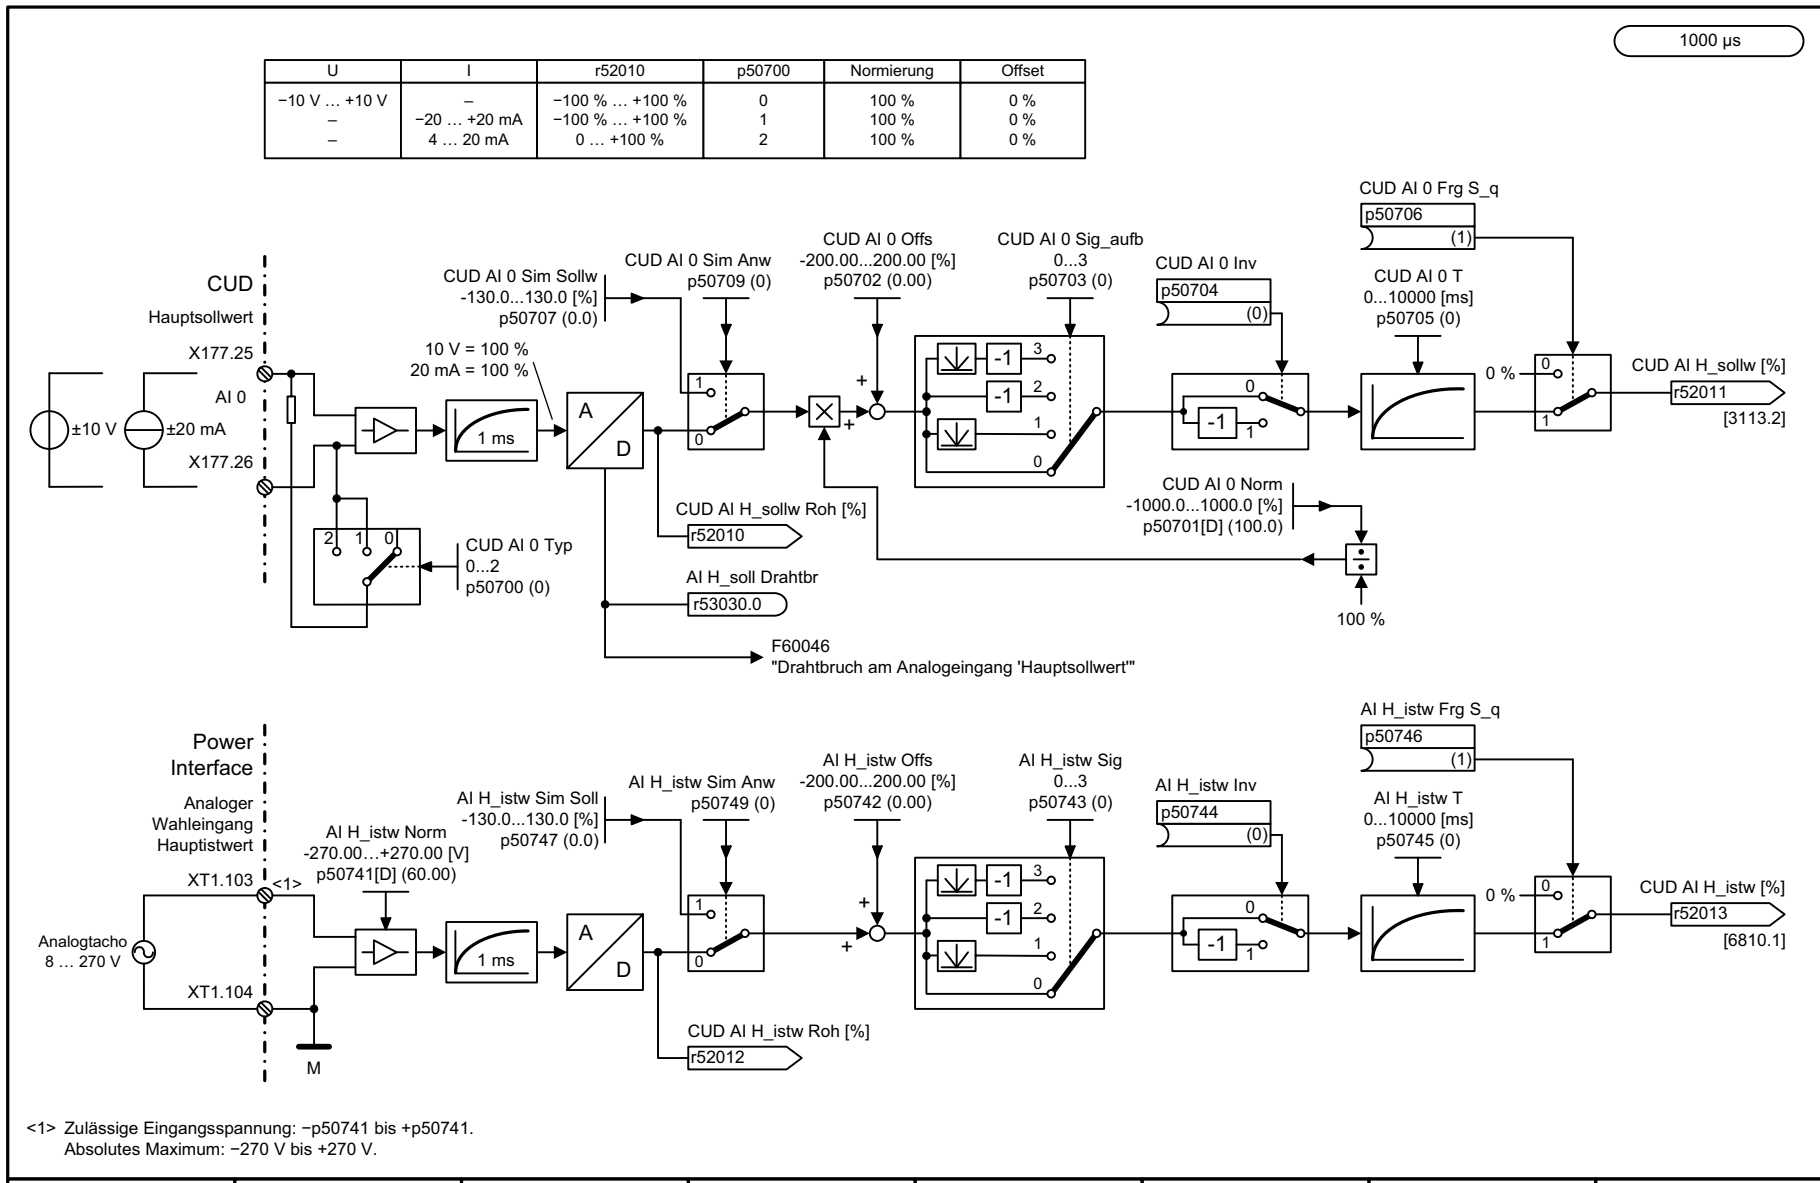 1000 µs
U I r52010 p50700 Normierung Offset
−10 V … +10 V – −100 % … +100 % 0 100 % 0 %
– −20 … +20 mA −100 % … +100 % 1 100 % 0 %
– 4 … 20 mA 0 … +100 % 2 100 % 0 %
CUD
Hauptsollwert
X177.25
AI 0
±10 V
±20 mA
X177.26
2 1 0
CUD AI 0 Typ
0...2
p50700 (0)
10 V = 100 %
20 mA = 100 %
1 ms
A
D
CUD AI 0 Sim Sollw
-130.0...130.0 [%]
p50707 (0.0)
CUD AI 0 Sim Anw
p50709 (0)
1
0
CUD AI H_sollw Roh [%]
r52010
AI H_soll Drahtbr
r53030.0
F60046
"Drahtbruch am Analogeingang 'Hauptsollwert'"
CUD AI 0 Offs
-200.00...200.00 [%]
p50702 (0.00)
+
+
CUD AI 0 Sig_aufb
0...3
p50703 (0)
-1 3
-1 2
1
0
CUD AI 0 Inv
p50704
(0)
0
-1 1
CUD AI 0 Norm
-1000.0...1000.0 [%]
p50701[D] (100.0)
100 %
CUD AI 0 Frg S_q
p50706
(1)
CUD AI 0 T
0...10000 [ms]
p50705 (0)
0 % 0
1
CUD AI H_sollw [%]
r52011
[3113.2]
Power
Interface
Analoger
Wahleingang
Hauptistwert
XT1.103
<1>
Analogtacho
8 … 270 V
XT1.104
M
AI H_istw Norm
-270.00…+270.00 [V]
p50741[D] (60.00)
1 ms
A
D
AI H_istw Sim Soll
-130.0...130.0 [%]
p50747 (0.0)
AI H_istw Sim Anw
p50749 (0)
1
0
CUD AI H_istw Roh [%]
r52012
AI H_istw Offs
-200.00...200.00 [%]
p50742 (0.00)
+
+
AI H_istw Sig
0...3
p50743 (0)
-1 3
-1 2
1
0
AI H_istw Inv
p50744
(0)
0
-1 1
AI H_istw Frg S_q
p50746
(1)
AI H_istw T
0...10000 [ms]
p50745 (0)
0 % 0
1
CUD AI H_istw [%]
r52013
[6810.1]
<1> Zulässige Eingangsspannung: −p50741 bis +p50741.
Absolutes Maximum: −270 V bis +270 V.